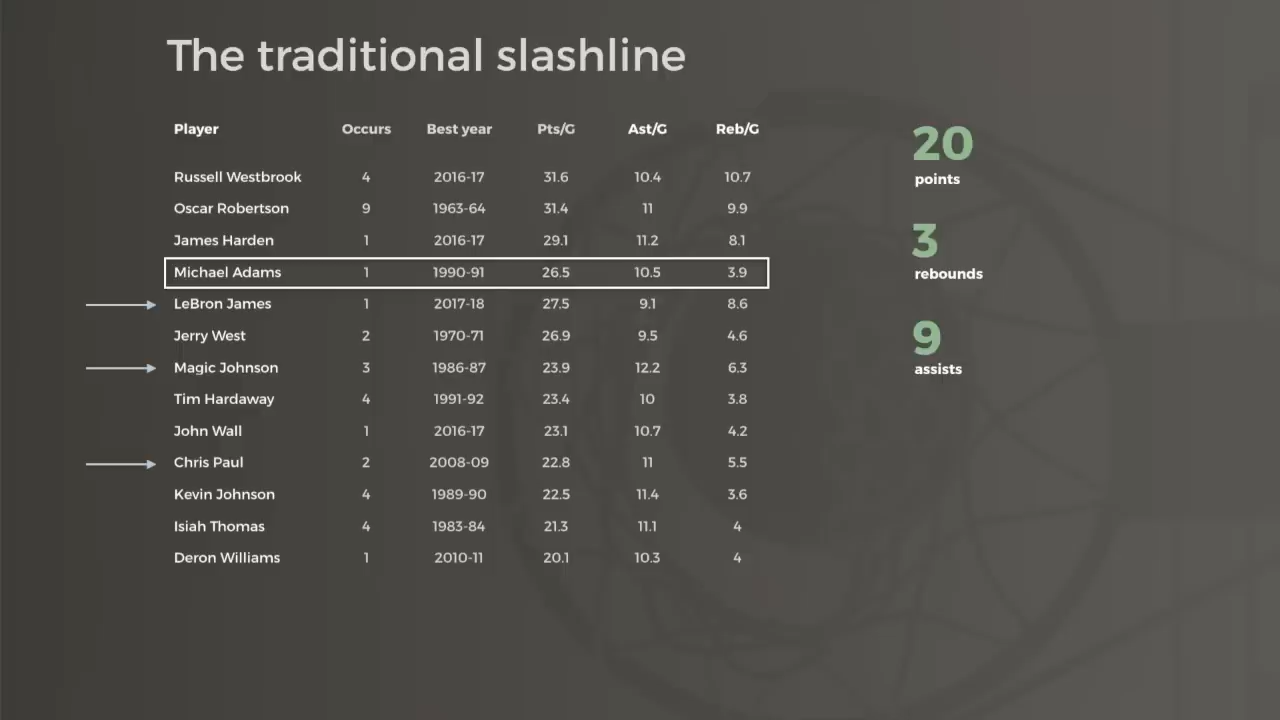 The traditional slashline
Player Occurs Best year Pts/G Ast/G Reb/G
Russell Westbrook 4 2016-17 31.6 10.4 10.7
Oscar Robertson 9 1963-64 31.4 11 9.9
James Harden 1 2016-17 29.1 11.2 8.1
Michael Adams 1 1990-91 26.5 10.5 3.9
LeBron James 1 2017-18 27.5 9.1 8.6
Jerry West 2 1970-71 26.9 9.5 4.6
Magic Johnson 3 1986-87 23.9 12.2 6.3
Tim Hardaway 4 1991-92 23.4 10 3.8
John Wall 1 2016-17 23.1 10.7 4.2
Chris Paul 2 2008-09 22.8 11 5.5
Kevin Johnson 4 1989-90 22.5 11.4 3.6
Isiah Thomas 4 1983-84 21.3 11.1 4
Deron Williams 1 2010-11 20.1 10.3 4
20
points
3
rebounds
9
assists